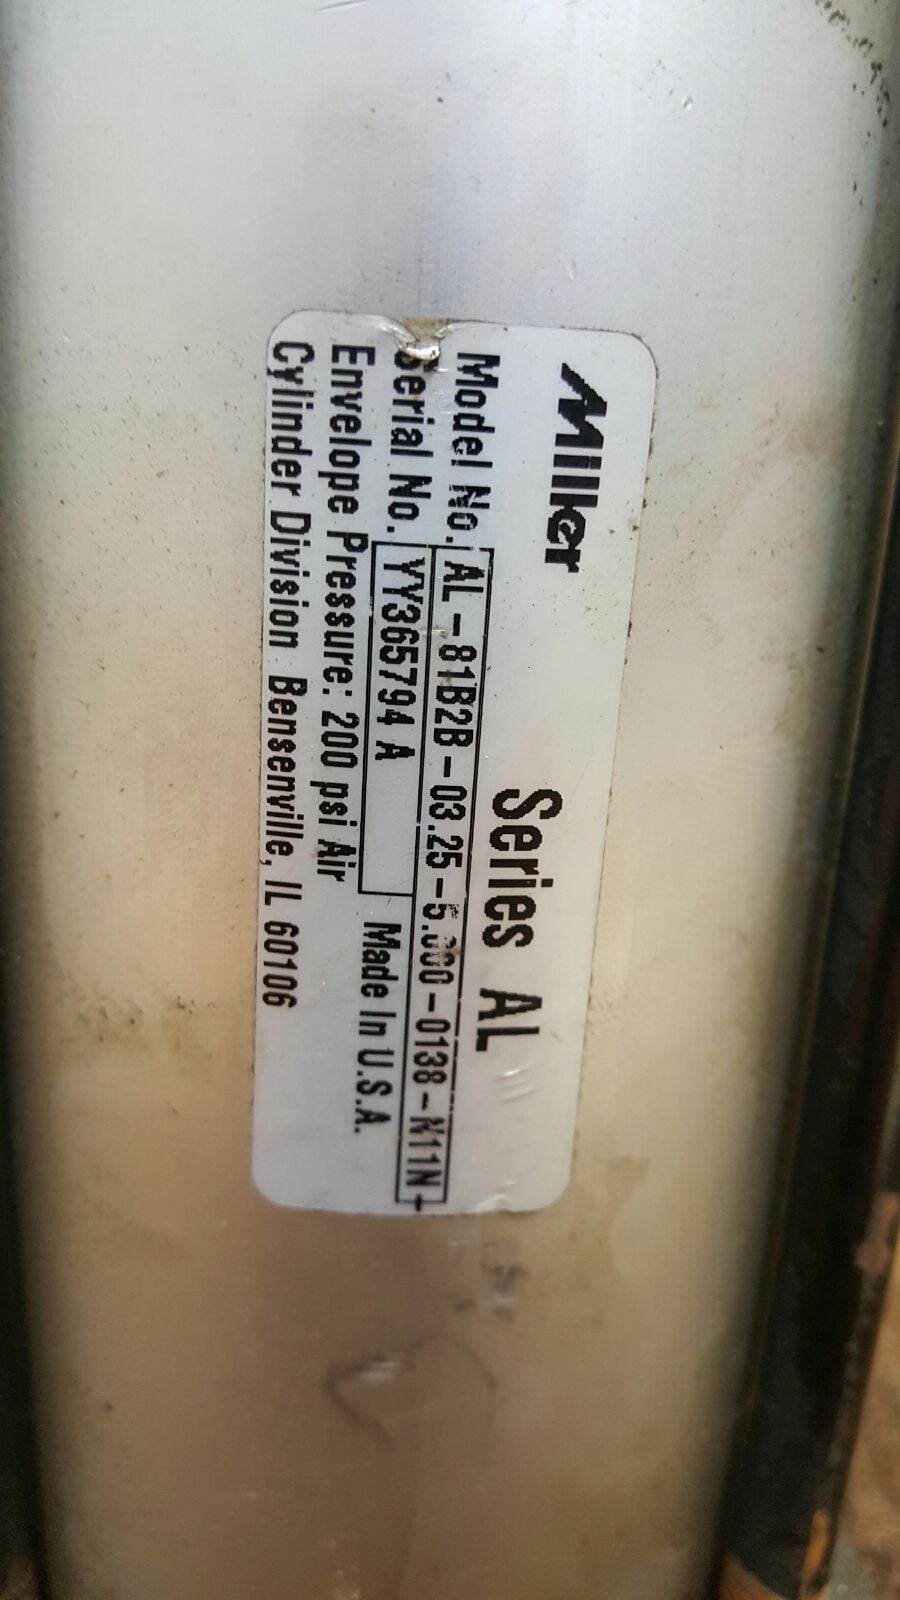 Miller
Series AL
Model No. AL-81B2B-03.25-5.000-0138-N11N-
Serial No. YY365794 A
Made In U.S.A.
Envelope Pressure: 200 psi Air
Cylinder Division Bensenville, IL 60106